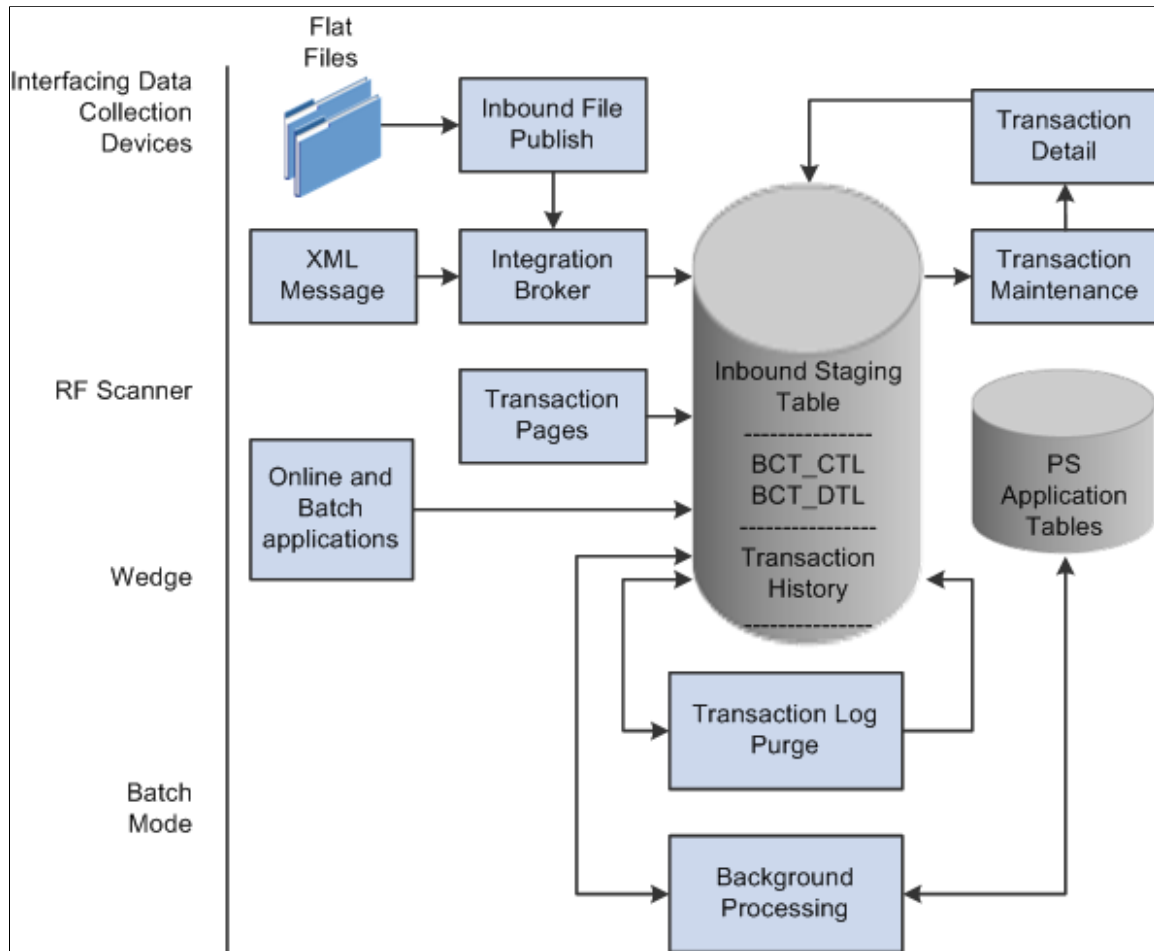 Flat
Files
Interfacing Data
Collection
Devices
Inbound File
Publish
Transaction
Detail
XML
Message
Integration
Broker
Transaction
Maintenance
RF Scanner
Transaction
Pages
Inbound Staging
Table
---------------
BCT_CTL
BCT_DTL
----------------
Transaction
History
---------------
PS
Application
Tables
Online and
Batch
applications
Wedge
Transaction Log
Purge
Batch
Mode
Background
Processing